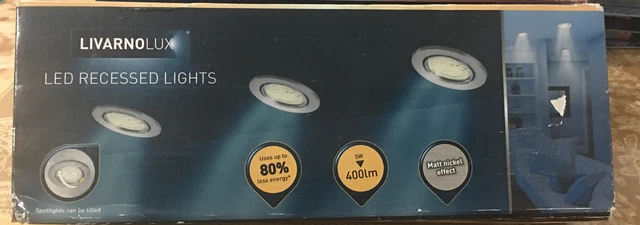 LIVARNOLUX
LED RECESSED LIGHTS
Uses up to
80%
less energy*
5W
400lm
Matt nickel
effect
Spotlights can be tilted